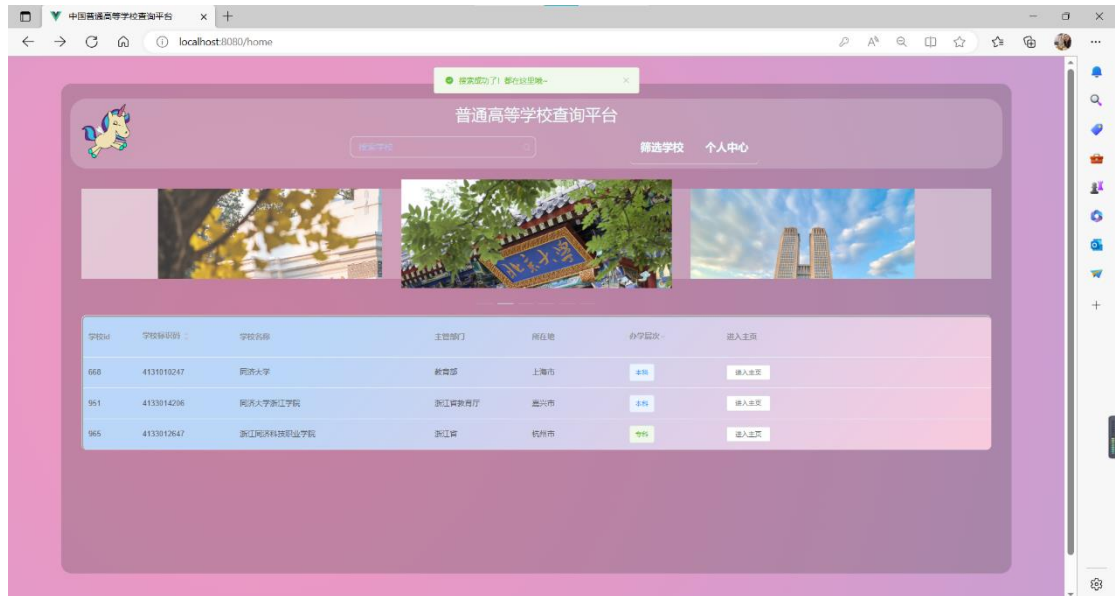 中国普通高等学校查询平台
localhost:8080/home
搜索成功了！都在这里哦~
普通高等学校查询平台
搜索学校
筛选学校 个人中心
学校id 学校标识码 学校名称 主管部门 所在地 办学层次 进入主页
668 4131010247 同济大学 教育部 上海市 本科 进入主页
951 4133014206 同济大学浙江学院 浙江省教育厅 嘉兴市 本科 进入主页
965 4133012647 浙江同济科技职业学院 浙江省 杭州市 专科 进入主页